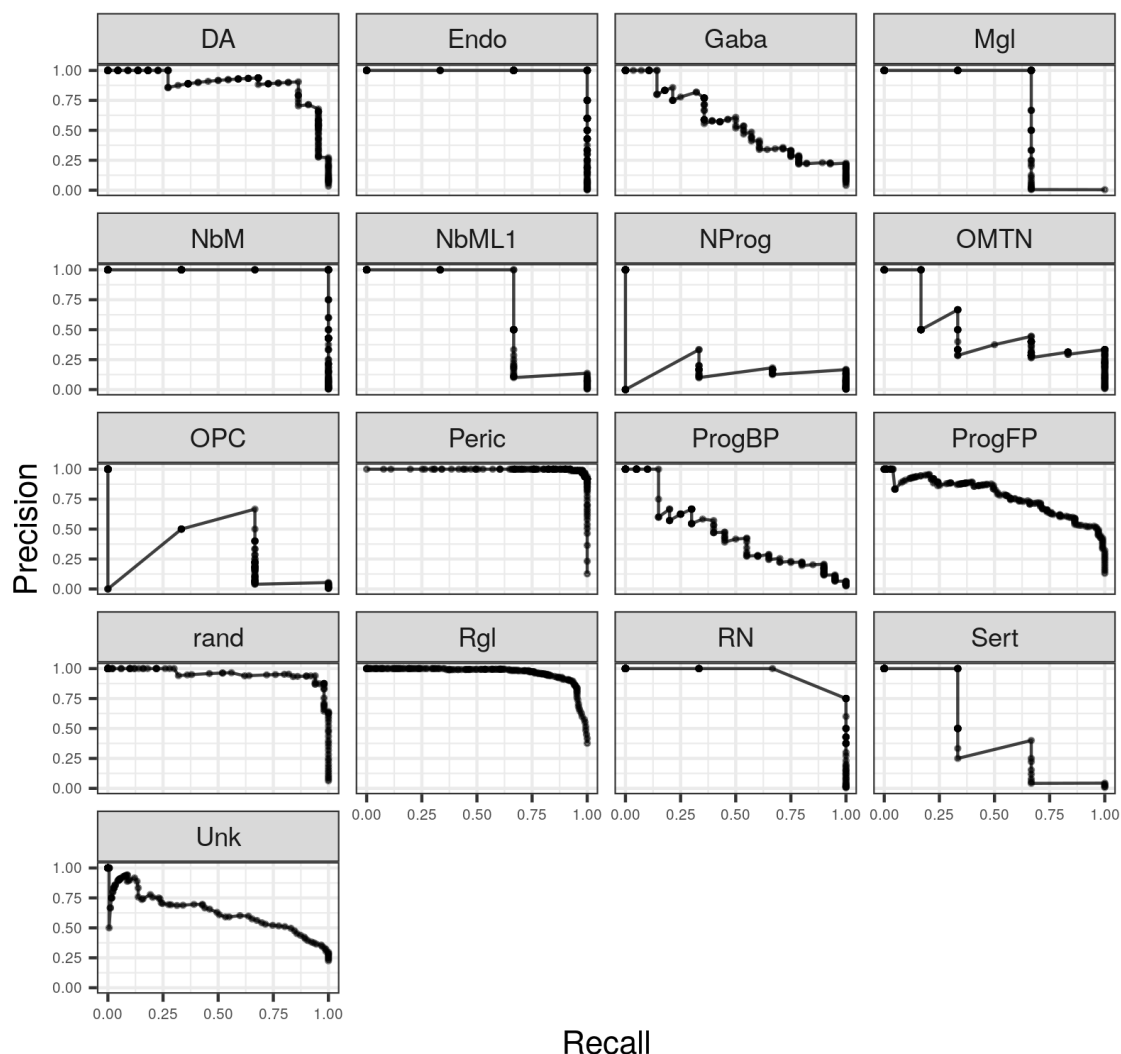 DA Endo Gaba Mgl
1.00
0.75
0.50
0.25
0.00
NbM NbML1 NProg OMTN
1.00
0.75
0.50
0.25
0.00
OPC Peric ProgBP ProgFP
1.00
0.75
0.50
0.25
0.00
Precision
rand Rgl RN Sert
1.00
0.75
0.50
0.25
0.00
0.00 0.25 0.50 0.75 1.00 0.00 0.25 0.50 0.75 1.00 0.00 0.25 0.50 0.75 1.00
Unk
1.00
0.75
0.50
0.25
0.00
0.00 0.25 0.50 0.75 1.00
Recall